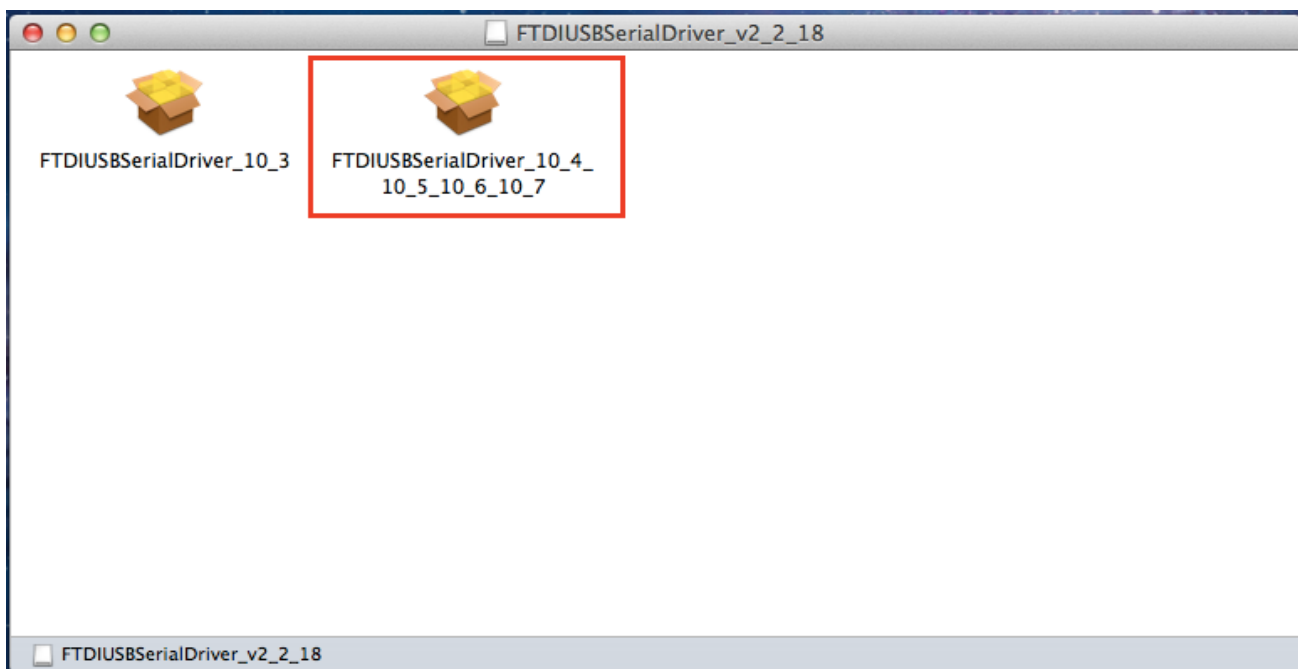 FTDIUSBSerialDriver_v2_2_18
FTDIUSBSerialDriver_10_3
FTDIUSBSerialDriver_10_4_
10_5_10_6_10_7
FTDIUSBSerialDriver_v2_2_18